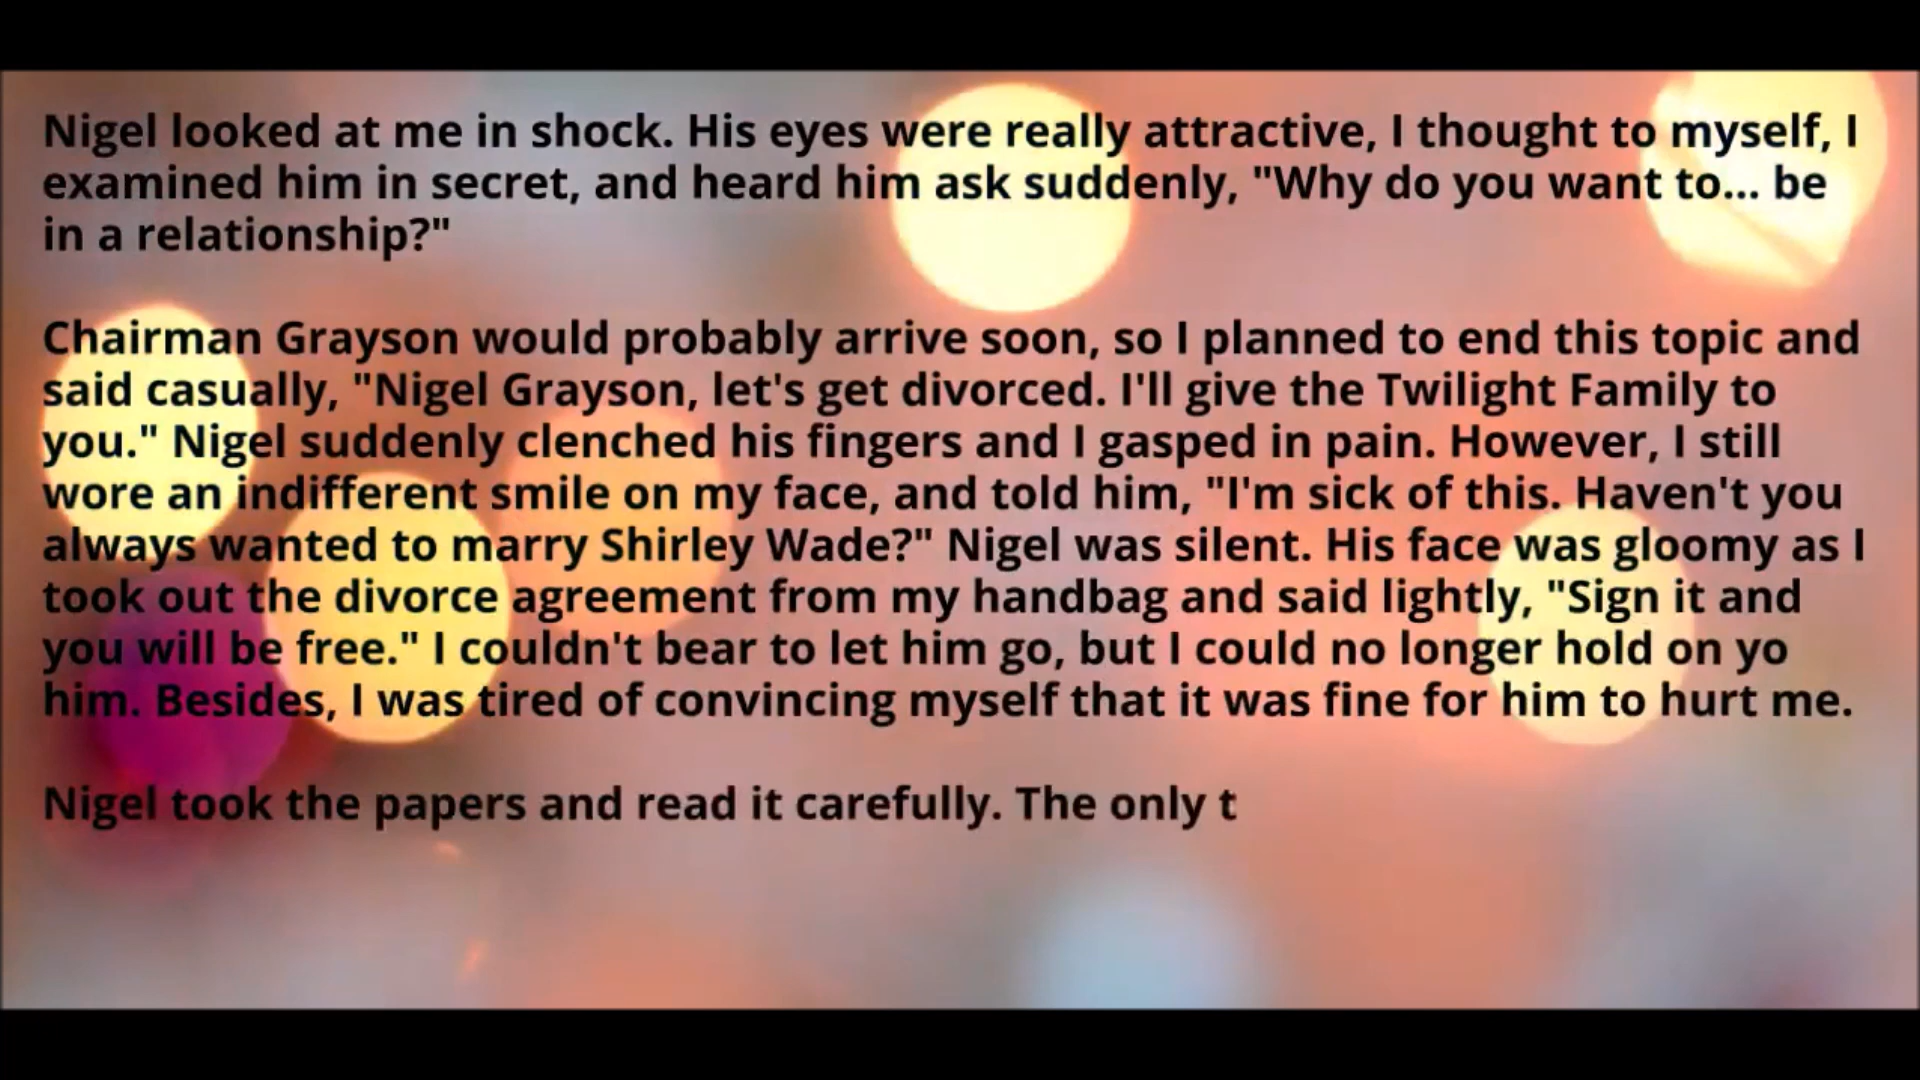 Nigel looked at me in shock. His eyes were really attractive, I thought to myself, I
examined him in secret, and heard him ask suddenly, "Why do you want to... be
in a relationship?"
Chairman Grayson would probably arrive soon, so I planned to end this topic and
said casually, "Nigel Grayson, let's get divorced. I'll give the Twilight Family to
you." Nigel suddenly clenched his fingers and I gasped in pain. However, I still
wore an indifferent smile on my face, and told him, "I'm sick of this. Haven't you
always wanted to marry Shirley Wade?" Nigel was silent. His face was gloomy as I
took out the divorce agreement from my handbag and said lightly, "Sign it and
you will be free." I couldn't bear to let him go, but I could no longer hold on yo
him. Besides, I was tired of convincing myself that it was fine for him to hurt me.
Nigel took the papers and read it carefully. The only t